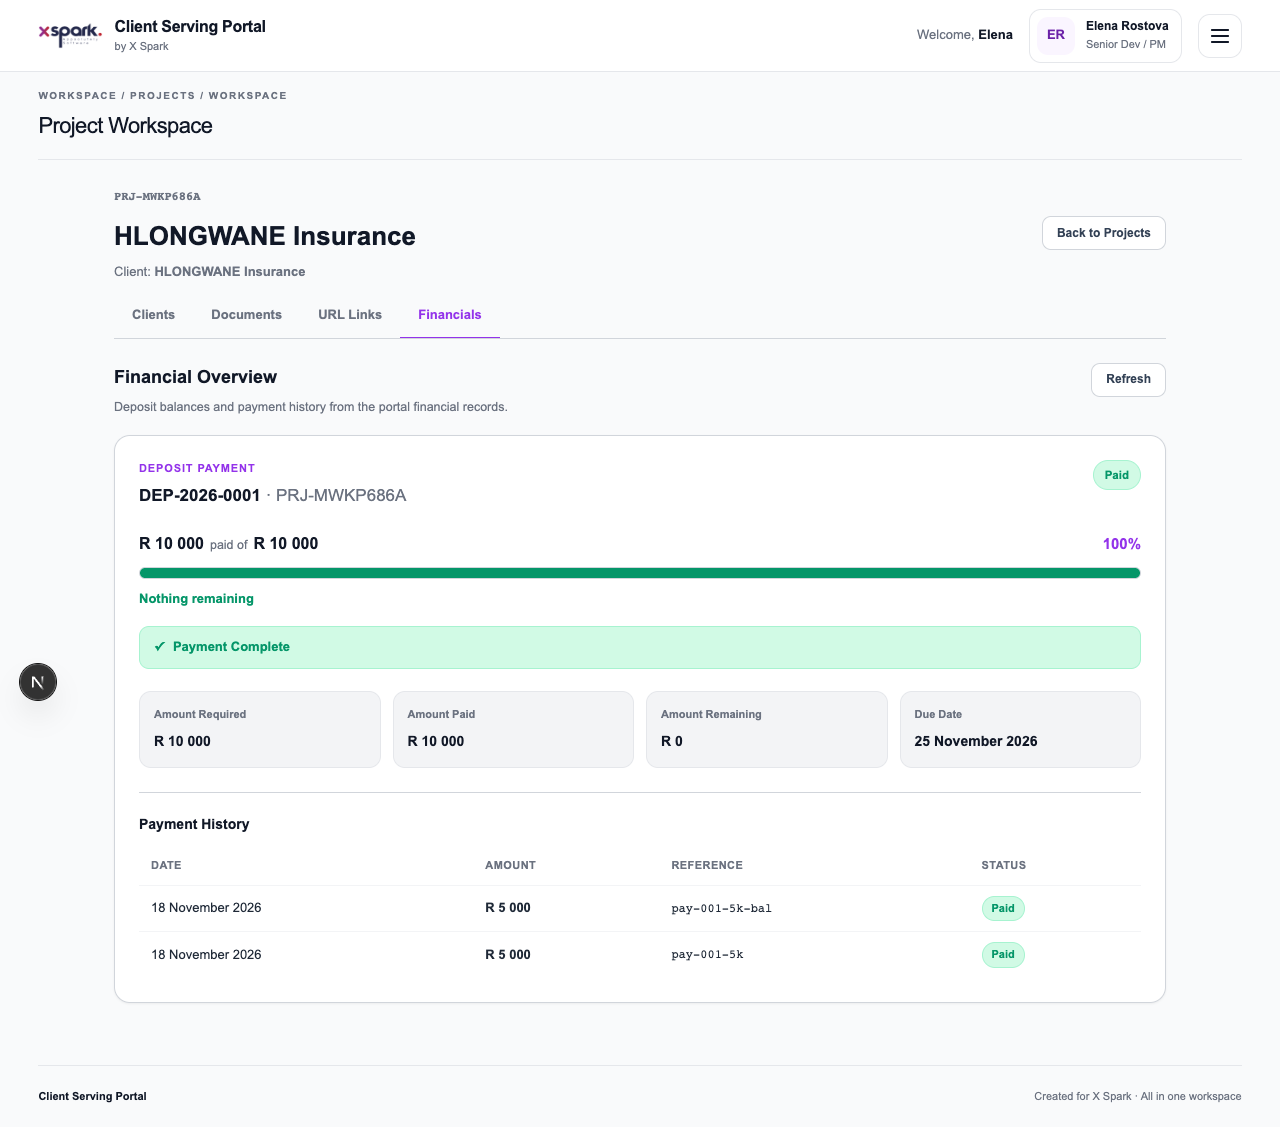 xspark.
Client Serving Portal
by X Spark
Welcome, Elena
ER
Elena Rostova
Senior Dev / PM
WORKSPACE / PROJECTS / WORKSPACE
Project Workspace
PRJ-MWKP686A
HLONGWANE Insurance
Back to Projects
Client: HLONGWANE Insurance
Clients Documents URL Links Financials
Financial Overview
Refresh
Deposit balances and payment history from the portal financial records.
DEPOSIT PAYMENT
Paid
DEP-2026-0001 · PRJ-MWKP686A
R 10 000 paid of R 10 000
100%
Nothing remaining
✓ Payment Complete
N
Amount Required
R 10 000
Amount Paid
R 10 000
Amount Remaining
R 0
Due Date
25 November 2026
Payment History
DATE AMOUNT REFERENCE STATUS
18 November 2026 R 5 000 pay-001-5k-bal Paid
18 November 2026 R 5 000 pay-001-5k Paid
Client Serving Portal
Created for X Spark · All in one workspace